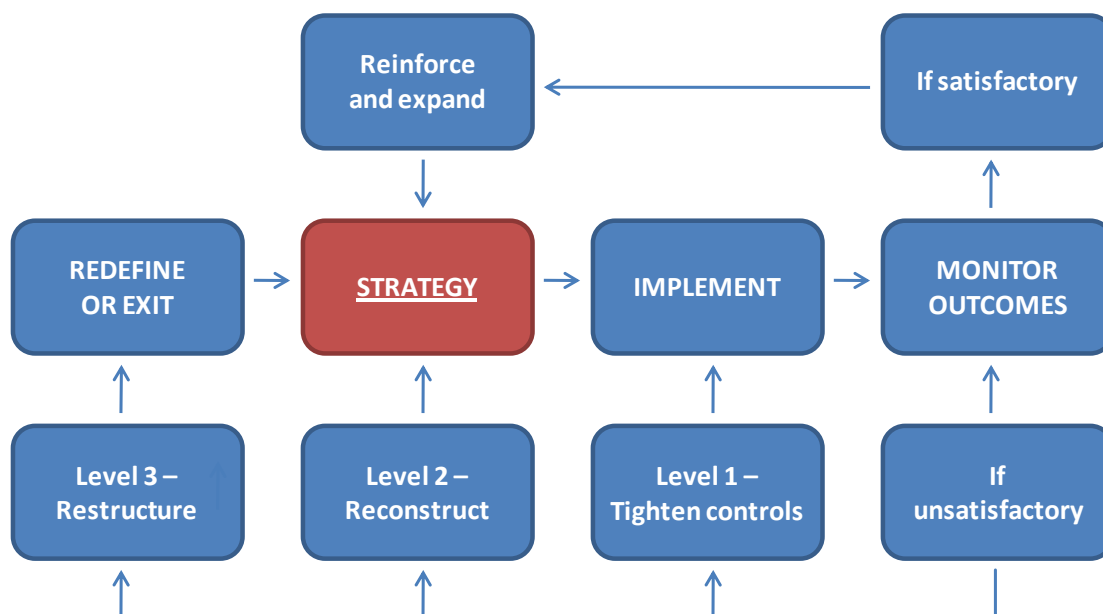 Reinforce
and expand
If satisfactory
REDEFINE
OR EXIT
STRATEGY
IMPLEMENT
MONITOR
OUTCOMES
Level 3 –
Restructure
Level 2 –
Reconstruct
Level 1 –
Tighten controls
If
unsatisfactory